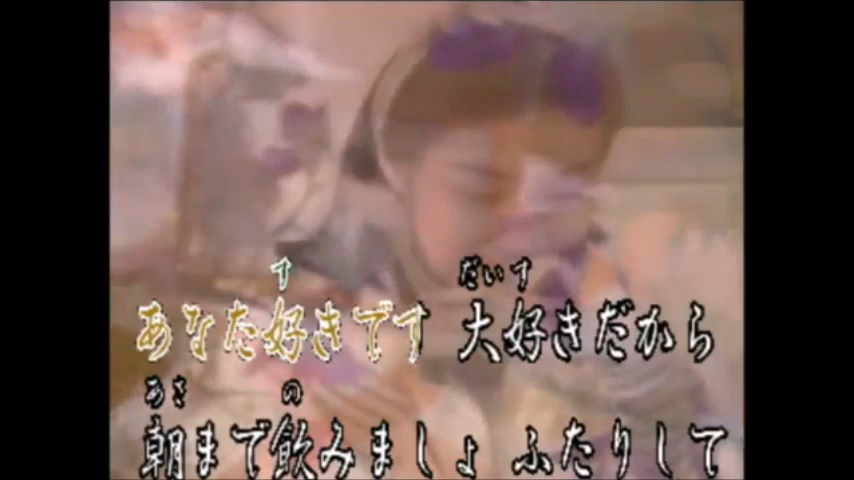 す だいす
あなた好きです 大好きだから
あさ の
朝まで飲みましょ ふたりして